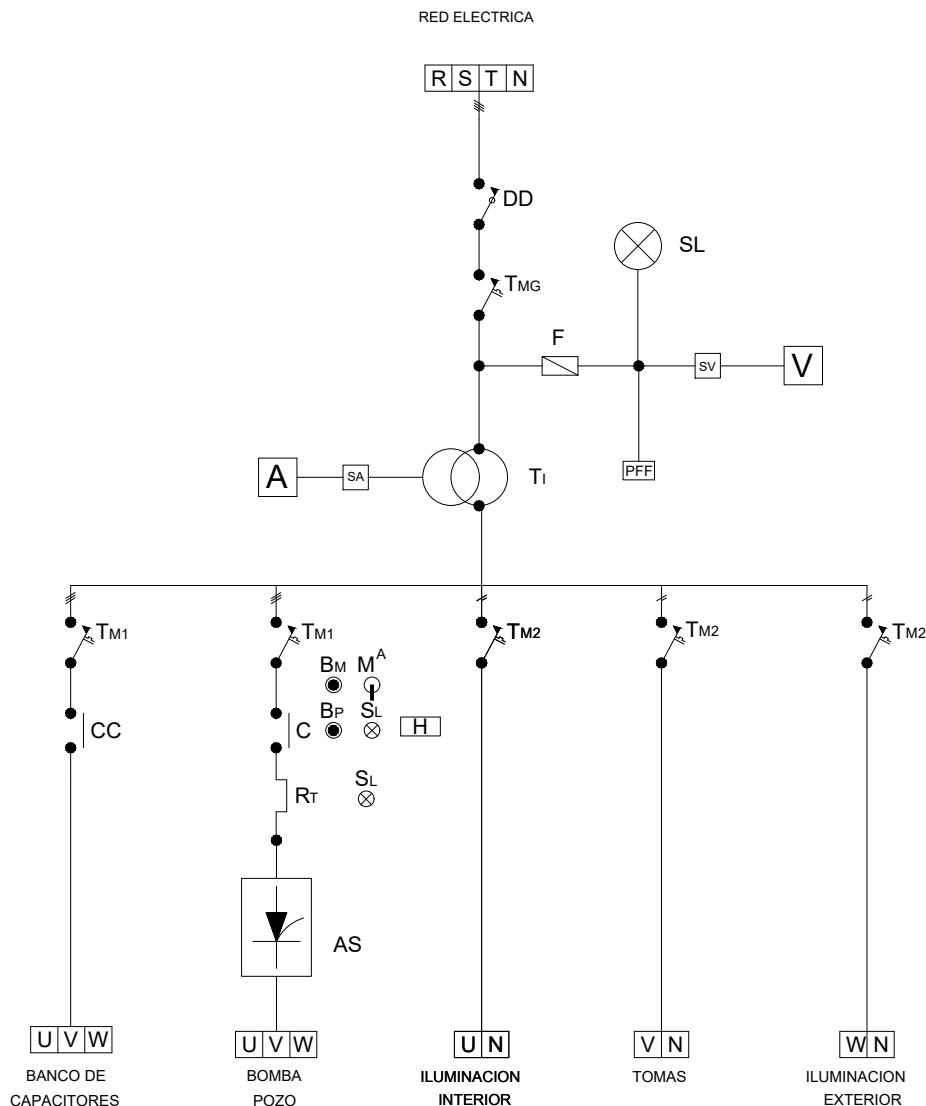 RED ELECTRICA
R S T N
DD
SL
TMG
F
SV
V
PFF
A
SA
TI
TM1
TM1
TM2
TM2
TM2
BM
MA
CC
C
BP
SL
H
RT
SL
AS
U V W
U V W
U N
V N
W N
BANCO DE
CAPACITORES
BOMBA
POZO
ILUMINACION
INTERIOR
TOMAS
ILUMINACION
EXTERIOR